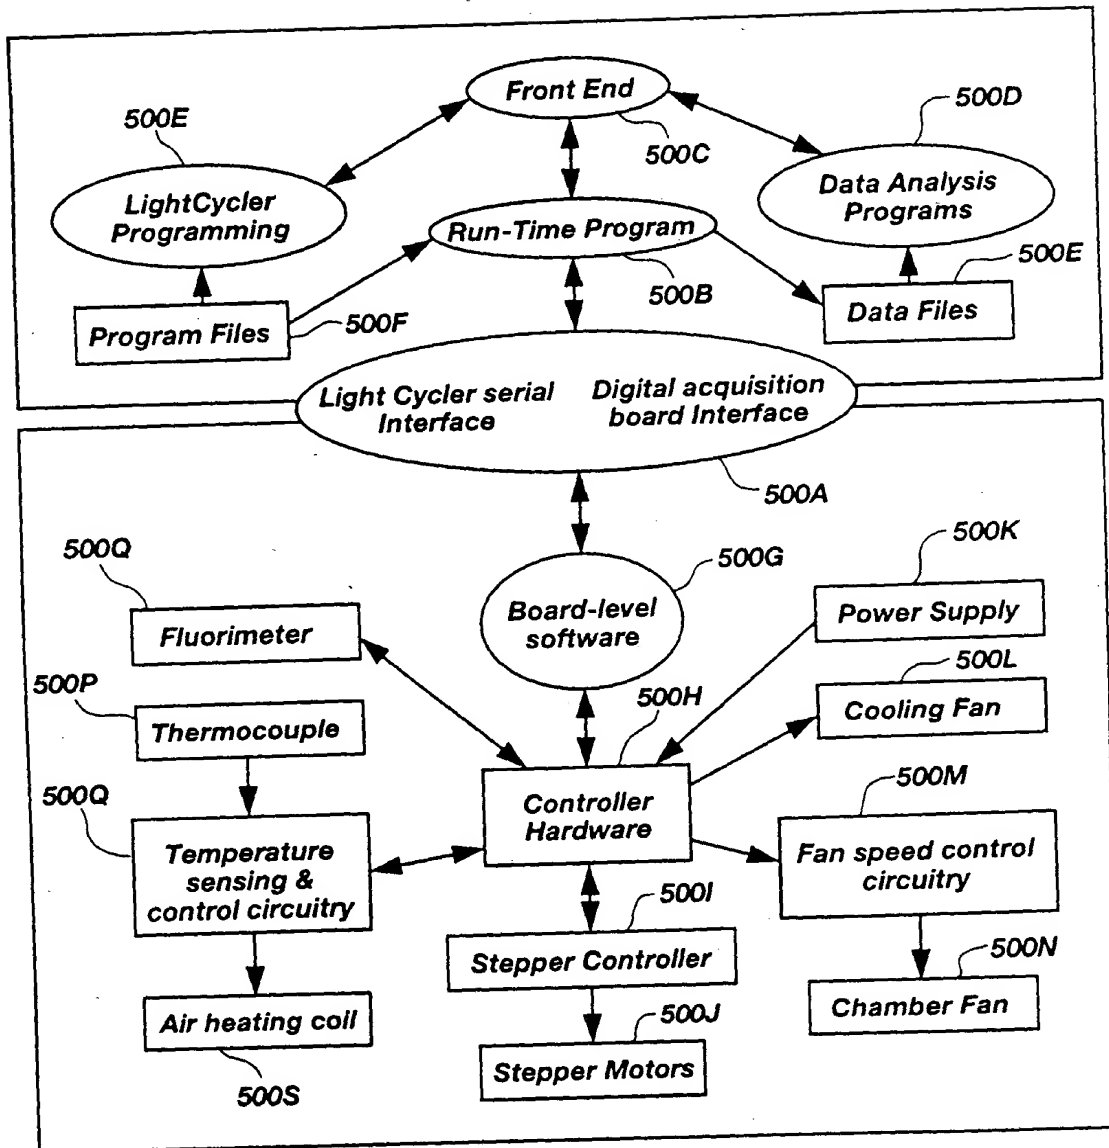 Front End
500C
500D
500E
LightCycler
Programming
Data Analysis
Programs
Run-Time Program
500B
500E
Program Files
500F
Data Files
Light Cycler serial
Interface
Digital acquisition
board Interface
500A
500Q
Fluorimeter
500G
Board-level
software
500K
Power Supply
500L
Cooling Fan
500P
Thermocouple
500H
Controller
Hardware
500Q
Temperature
sensing &
control circuitry
500M
Fan speed control
circuitry
500I
Stepper Controller
500N
Chamber Fan
Air heating coil
500S
500J
Stepper Motors